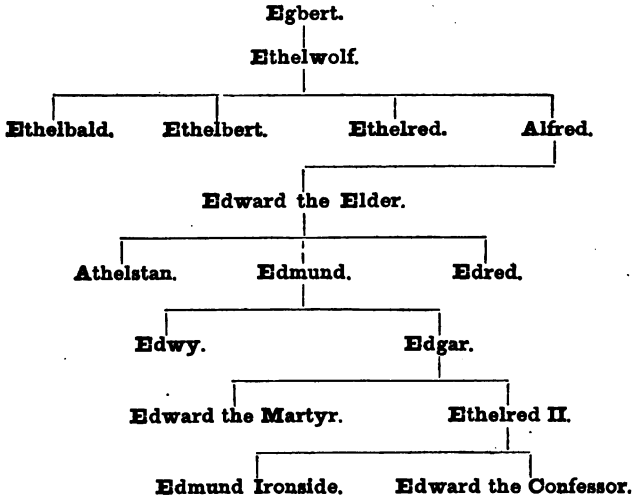 Egbert.
Ethelwolf.
Ethelbald. Ethelbert. Ethelred. Alfred.
Edward the Elder.
Athelstan. Edmund. Edred.
Edwy. Edgar.
Edward the Martyr. Ethelred II.
Edmund Ironside. Edward the Confessor.